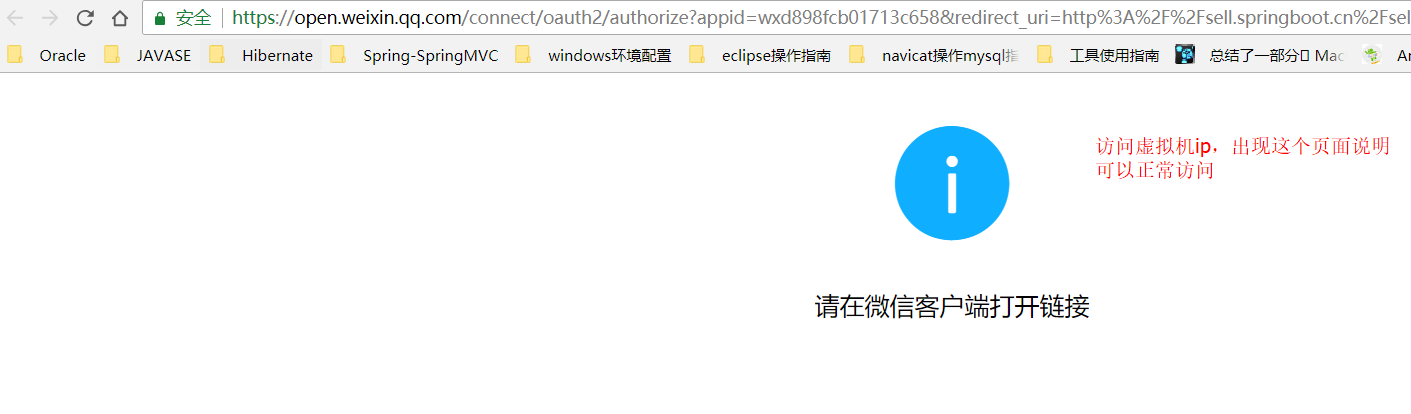 安全 https://open.weixin.qq.com/connect/oauth2/authorize?appid=wxd898fcb01713c658&redirect_uri=http%3A%2F%2Fsell.springboot.cn%2Fsel
Oracle JAVASE Hibernate Spring-SpringMVC windows环境配置 eclipse操作指南 navicat操作mysql指 工具使用指南 总结了一部分 Mac
访问虚拟机ip，出现这个页面说明
可以正常访问
i
请在微信客户端打开链接